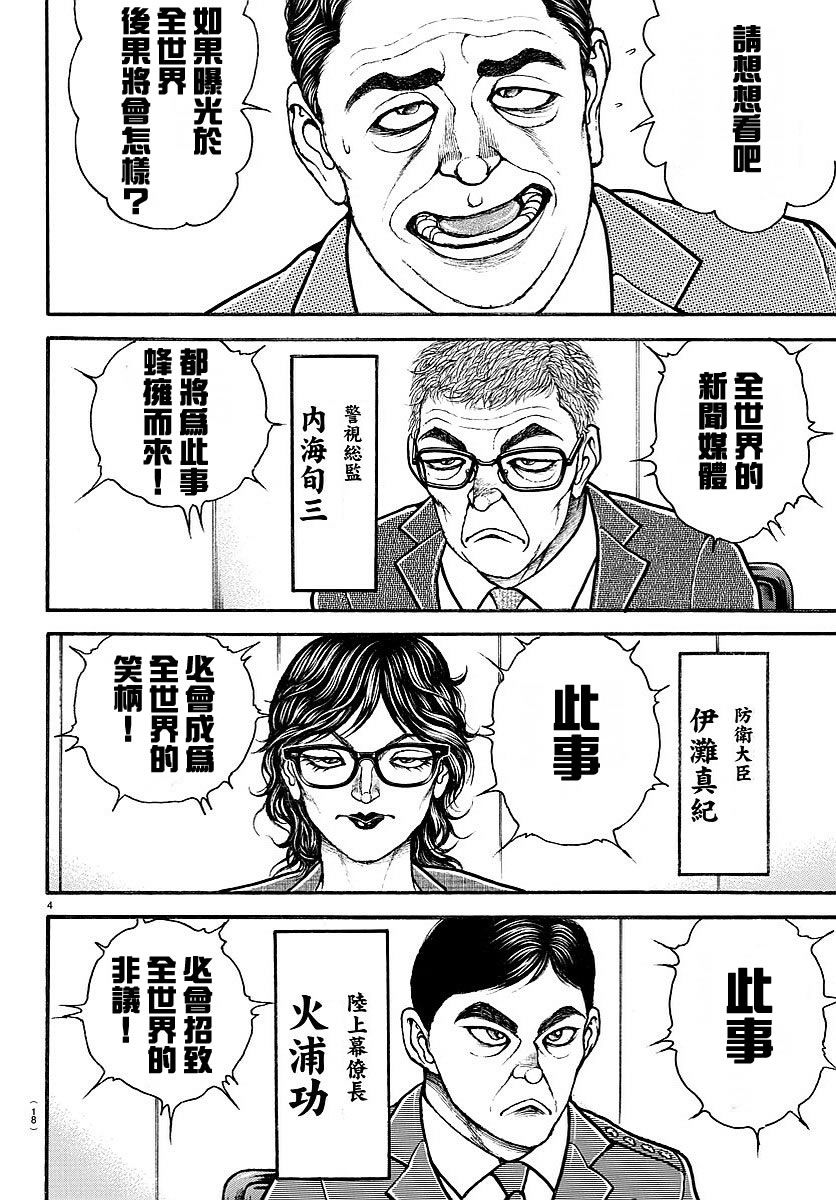 請想想看吧
如果曝光於
全世界
後果將會怎樣？
全世界的
新聞媒體
警視総監
内海旬三
都將為此事
蜂擁而來！
防衛大臣
伊灘真紀
此事
必會成為
全世界的
笑柄！
4
此事
陸上幕僚長
火浦功
必會招致
全世界的
非議！
(18)